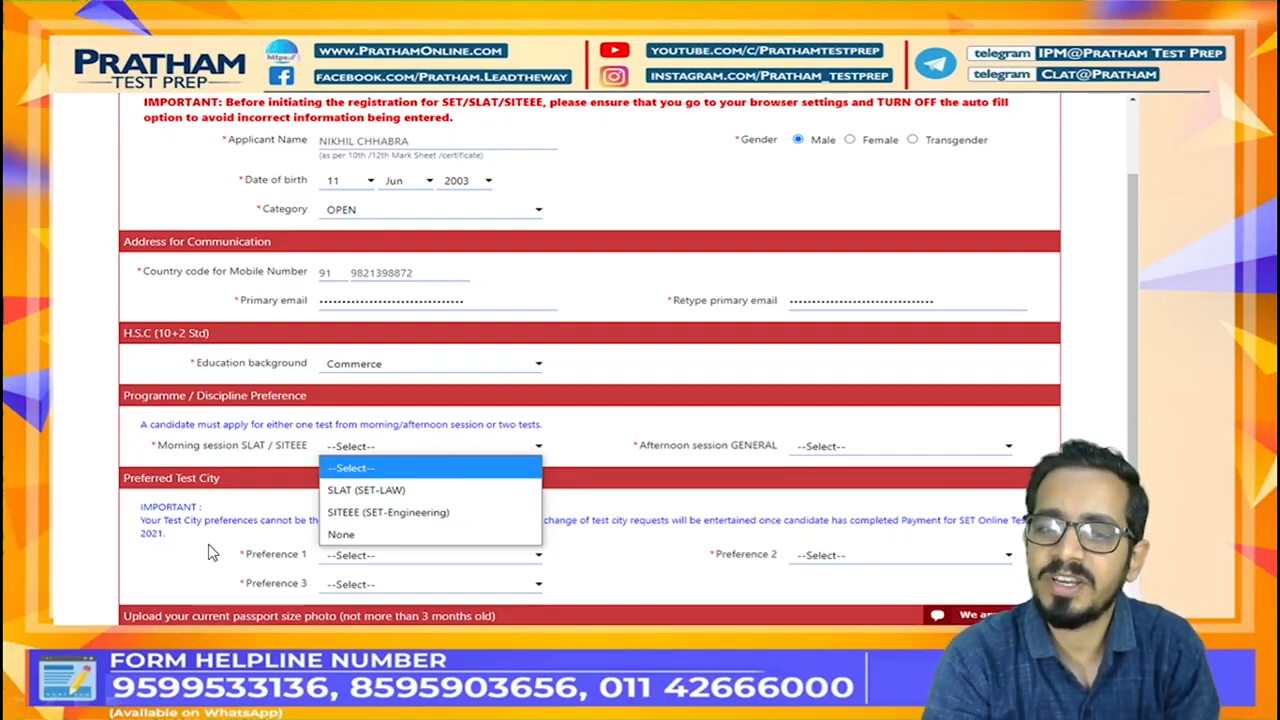 PRATHAM
TEST PREP
https://
www.PrathamOnline.com
facebook.com/Pratham.Leadtheway
youtube.com/c/Prathamtestprep
instagram.com/Pratham_testprep
telegram IPM@Pratham Test Prep
telegram Clat@Pratham
IMPORTANT: Before initiating the registration for SET/SLAT/SITEEE, please ensure that you go to your browser settings and TURN OFF the auto fill
option to avoid incorrect information being entered.
* Applicant Name NIKHIL CHHABRA * Gender Male Female Transgender
(as per 10th /12th Mark Sheet /certificate)
* Date of birth 11 Jun 2003
* Category OPEN
Address for Communication
* Country code for Mobile Number 91 9821398872
* Primary email * Retype primary email
H.S.C (10+2 Std)
* Education background Commerce
Programme / Discipline Preference
A candidate must apply for either one test from morning/afternoon session or two tests.
* Morning session SLAT / SITEEE --Select-- * Afternoon session GENERAL --Select--
--Select--
SLAT (SET-LAW)
SITEEE (SET-Engineering)
None
Preferred Test City
IMPORTANT :
Your Test City preferences cannot be change of test city requests will be entertained once candidate has completed Payment for SET Online
2021.
* Preference 1 --Select-- * Preference 2 --Select--
* Preference 3 --Select--
Upload your current passport size photo (not more than 3 months old) We
FORM HELPLINE NUMBER
9599533136, 8595903656, 011 42666000
(Available on WhatsApp)